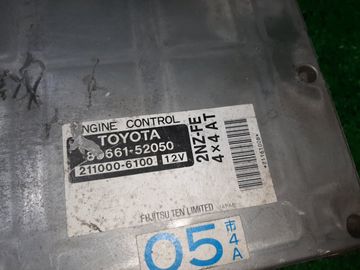 ENGINE CONTROL
TOYOTA
89661-52050
211000-6100 12V
2NZ-FE
4×4 AT
FUJITSU TEN LIMITED JAPAN
05
市
4A